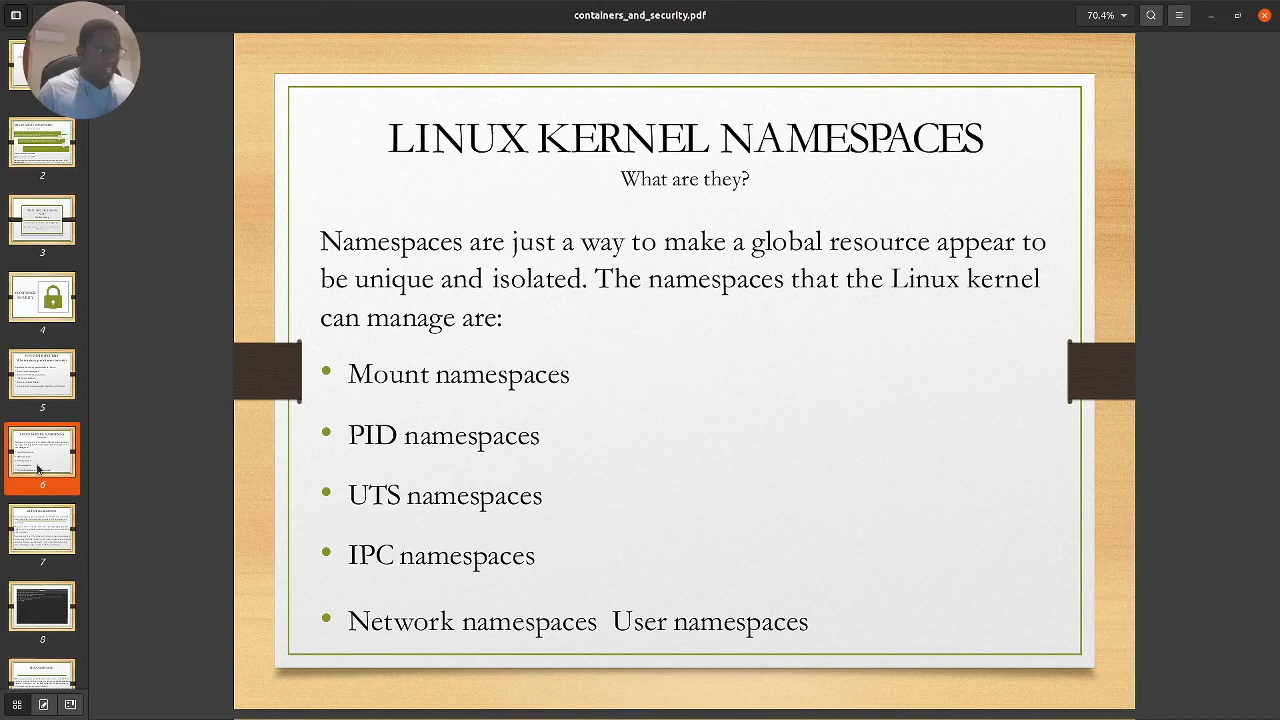 containers_and_security.pdf
70.4%
LINUX KERNEL NAMESPACES
What are they?
Namespaces are just a way to make a global resource appear to
be unique and isolated. The namespaces that the Linux kernel
can manage are:
Mount namespaces
PID namespaces
UTS namespaces
IPC namespaces
Network namespaces User namespaces
2
3
4
5
6
7
8